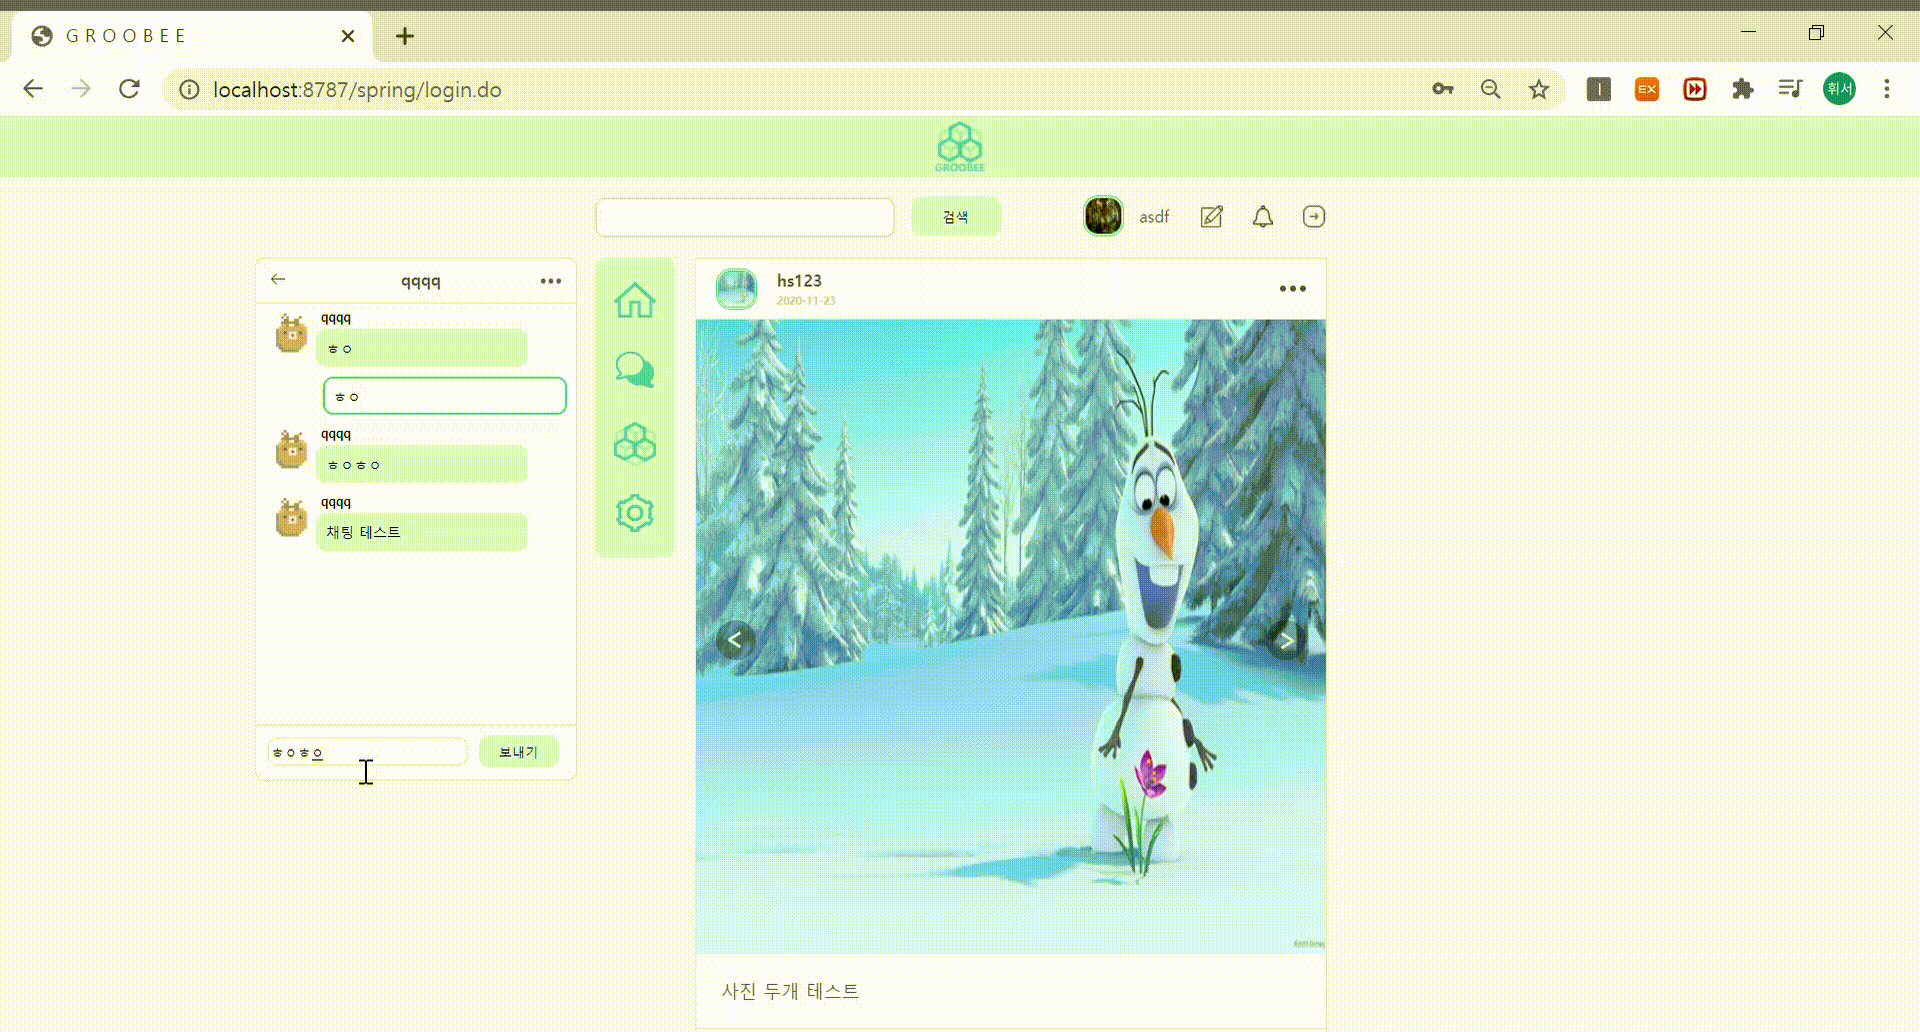 G R O O B E E
localhost:8787/spring/login.do
EX
휘서
GROOBEE
검색
asdf
qqqq
qqqq
ㅎㅇ
ㅎㅇ
qqqq
ㅎㅇㅎㅇ
qqqq
채팅 테스트
ㅎㅇㅎㅇ
보내기
hs123
2020-11-23
사진 두개 테스트